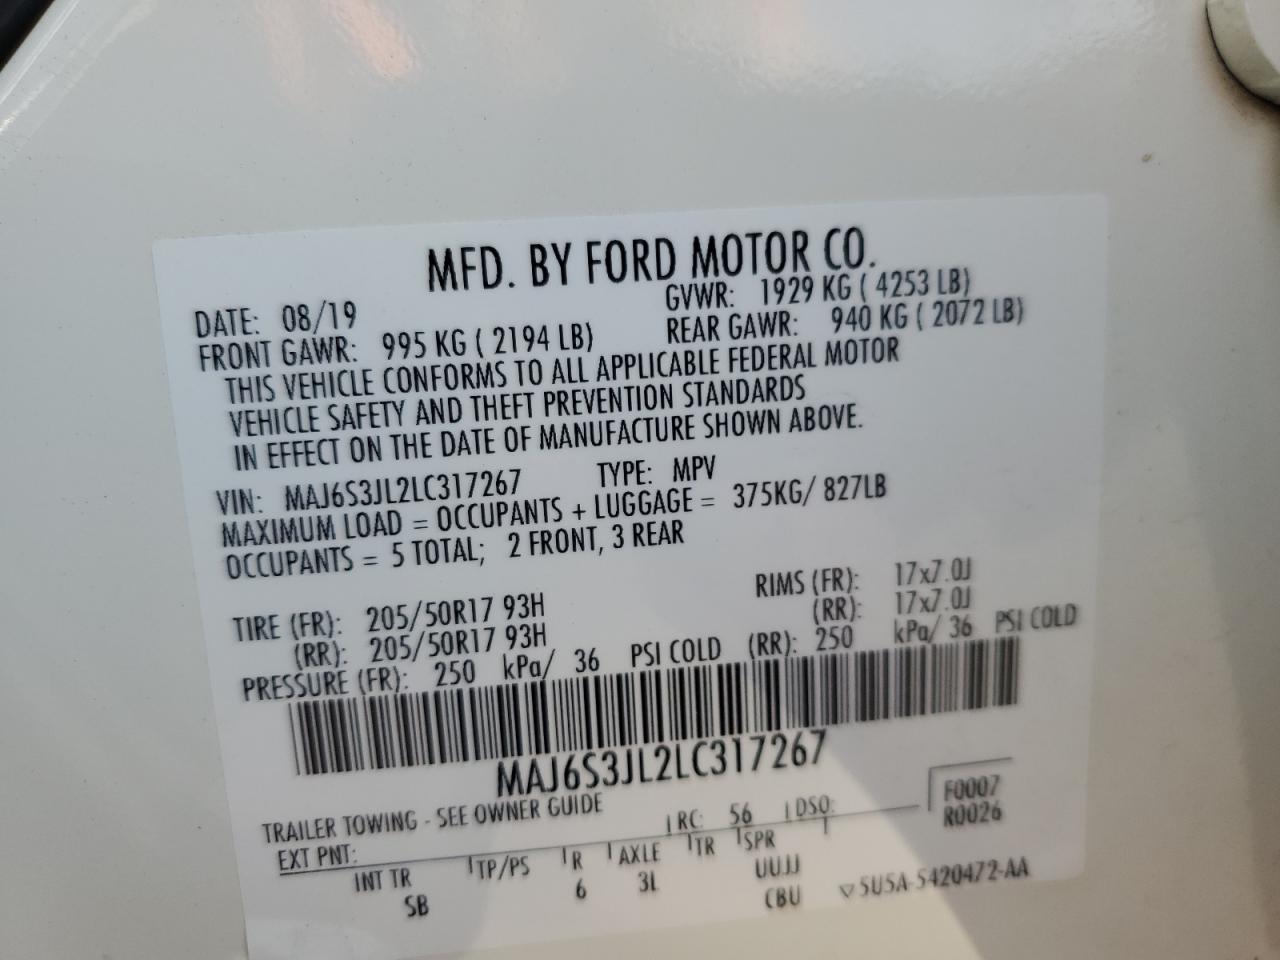 MFD. BY FORD MOTOR CO.
DATE: 08/19 GVWR: 1929 KG ( 4253 LB)
FRONT GAWR: 995 KG ( 2194 LB) REAR GAWR: 940 KG ( 2072 LB)
THIS VEHICLE CONFORMS TO ALL APPLICABLE FEDERAL MOTOR
VEHICLE SAFETY AND THEFT PREVENTION STANDARDS
IN EFFECT ON THE DATE OF MANUFACTURE SHOWN ABOVE.
VIN: MAJ6S3JL2LC317267 TYPE: MPV
MAXIMUM LOAD = OCCUPANTS + LUGGAGE = 375KG/ 827LB
OCCUPANTS = 5 TOTAL; 2 FRONT, 3 REAR
TIRE (FR): 205/50R17 93H RIMS (FR): 17x7.0J
(RR): 205/50R17 93H (RR): 17x7.0J
PRESSURE (FR): 250 kPa/ 36 PSI COLD (RR): 250 kPa/ 36 PSI COLD
MAJ6S3JL2LC317267
TRAILER TOWING - SEE OWNER GUIDE
EXT PNT: RC: 56 DSO: F0007
R0026
INT TR TP/PS R AXLE TR SPR
SB 6 3L UUJJ
CBU 5U5A-5420472-AA